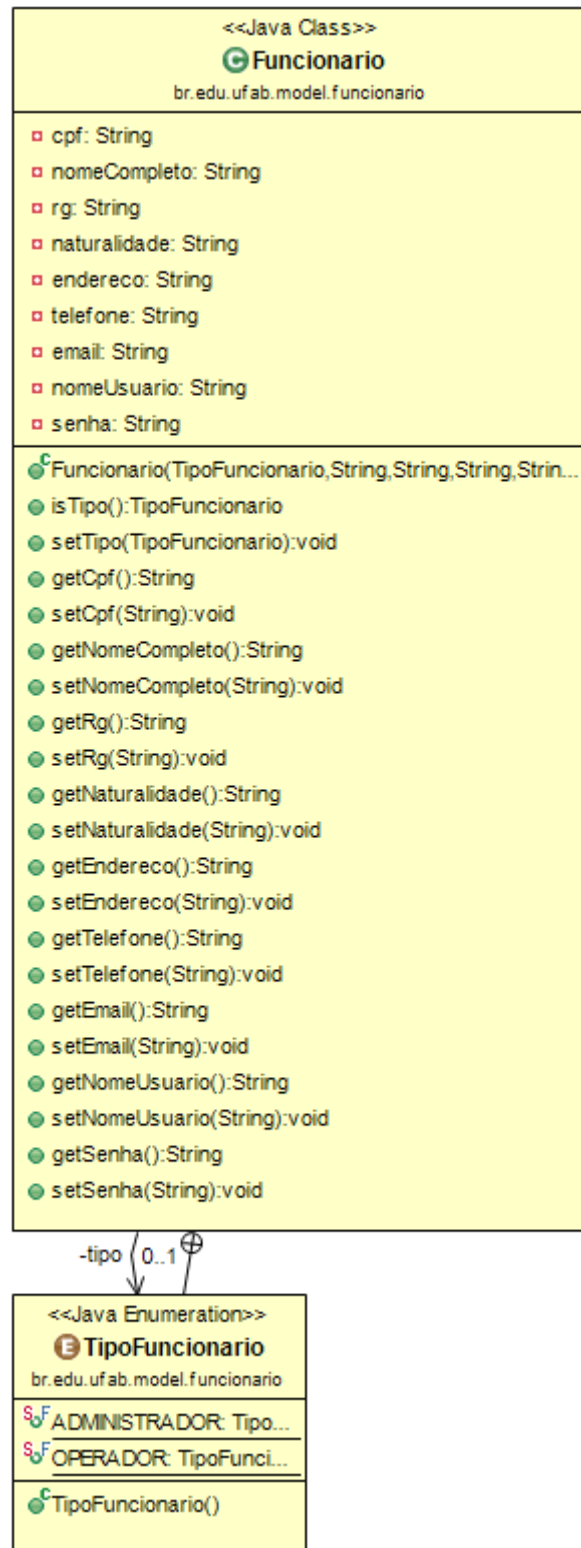 <<Java Class>>
Funcionario
br.edu.ufab.model.funcionario
cpf: String
nomeCompleto: String
rg: String
naturalidade: String
endereco: String
telefone: String
email: String
nomeUsuario: String
senha: String
Funcionario(TipoFuncionario,String,String,String,Strin...
isTipo():TipoFuncionario
setTipo(TipoFuncionario):void
getCpf():String
setCpf(String):void
getNomeCompleto():String
setNomeCompleto(String):void
getRg():String
setRg(String):void
getNaturalidade():String
setNaturalidade(String):void
getEndereco():String
setEndereco(String):void
getTelefone():String
setTelefone(String):void
getEmail():String
setEmail(String):void
getNomeUsuario():String
setNomeUsuario(String):void
getSenha():String
setSenha(String):void
-tipo 0..1
<<Java Enumeration>>
TipoFuncionario
br.edu.ufab.model.funcionario
ADMINISTRADOR: Tipo...
OPERADOR: TipoFunci...
TipoFuncionario()